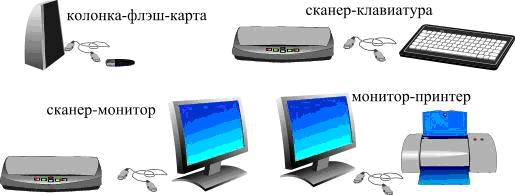 колонка-флэш-карта
сканер-клавиатура
сканер-монитор
монитор-принтер